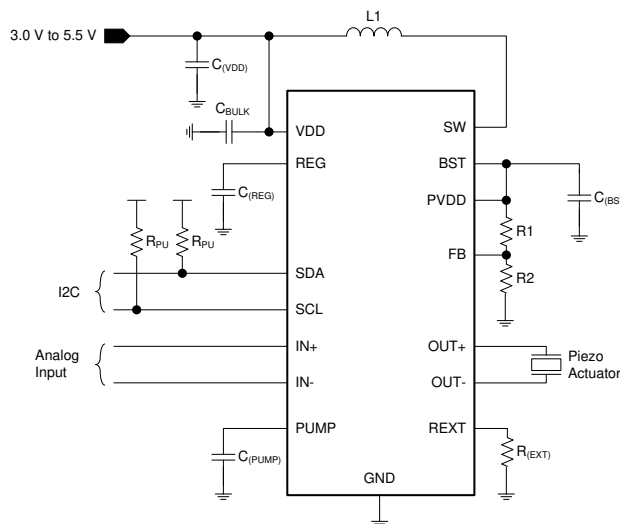 L1
3.0 V to 5.5 V
C(VDD)
CBULK
VDD
SW
REG
BST
C(REG)
PVDD
C(BS
RPU
RPU
R1
FB
SDA
R2
I2C
SCL
Analog
Input
IN+
IN-
OUT+
OUT-
Piezo
Actuator
PUMP
REXT
C(PUMP)
R(EXT)
GND